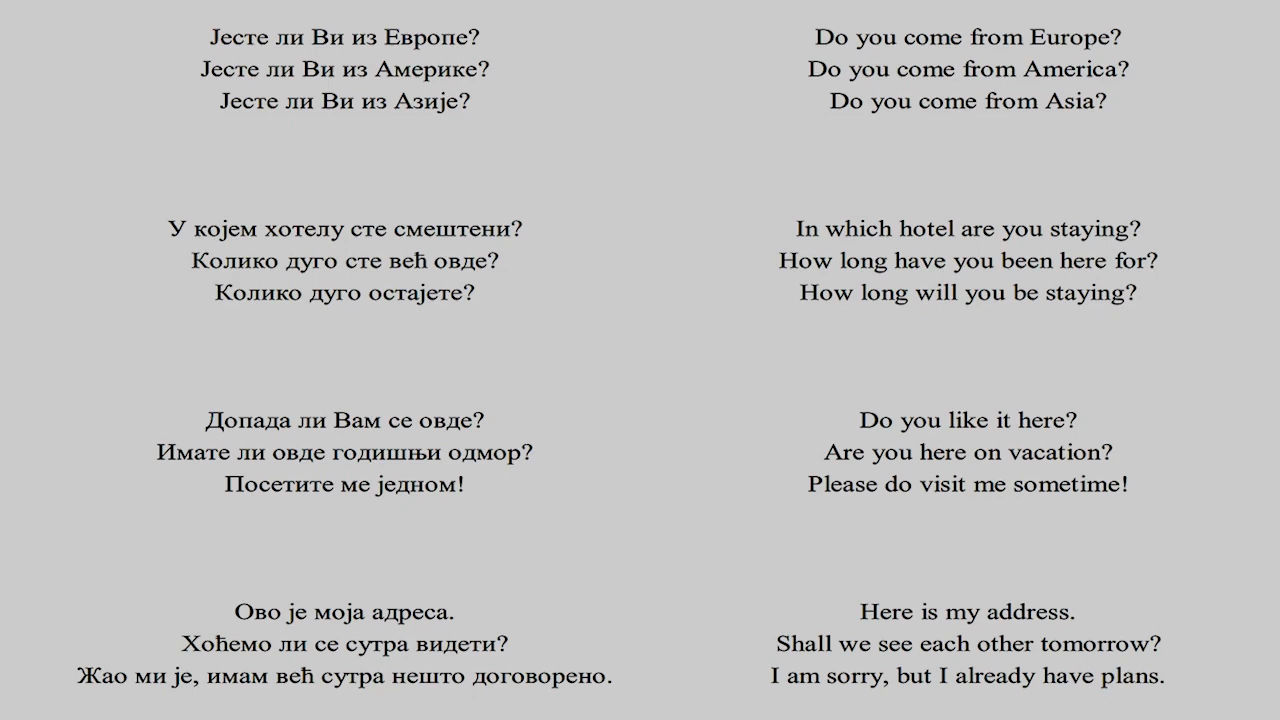 Јесте ли Ви из Европе?
Јесте ли Ви из Америке?
Јесте ли Ви из Азије?
Do you come from Europe?
Do you come from America?
Do you come from Asia?
У којем хотелу сте смештени?
Колико дуго сте већ овде?
Колико дуго остајете?
In which hotel are you staying?
How long have you been here for?
How long will you be staying?
Допада ли Вам се овде?
Имате ли овде годишњи одмор?
Посетите ме једном!
Do you like it here?
Are you here on vacation?
Please do visit me sometime!
Ово је моја адреса.
Хоћемо ли се сутра видети?
Жао ми је, имам већ сутра нешто договорено.
Here is my address.
Shall we see each other tomorrow?
I am sorry, but I already have plans.